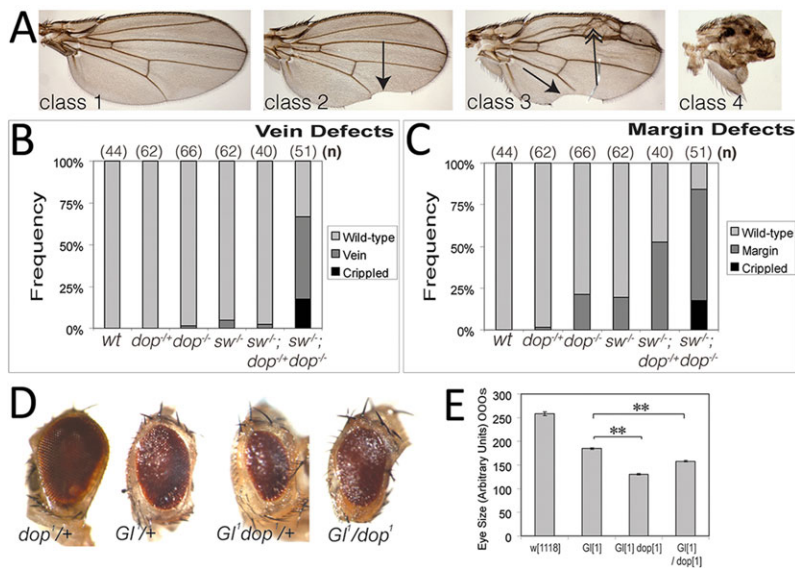 A
class 1
class 2
class 3
class 4
B
Vein Defects
(44) (62) (66) (62) (40) (51) (n)
100%
75%
50%
25%
0%
Frequency
Wild-type
Vein
Crippled
wt dop-/+ dop-/- sw-/- sw-/-; dop-/+ sw-/-; dop-/-
C
Margin Defects
(44) (62) (66) (62) (40) (51) (n)
100%
75%
50%
25%
0%
Frequency
Wild-type
Margin
Crippled
wt dop-/+ dop-/- sw-/- sw-/-; dop-/+ sw-/-; dop-/-
D
dop1/+
Gl1/+
Gl1dop1/+
Gl1/dop1
E
Eye Size (Arbitrary Units) OOOs
300
250
200
150
100
50
0
**
**
w[1118] Gl[1] Gl[1] dop[1] Gl[1]
/ dop[1]